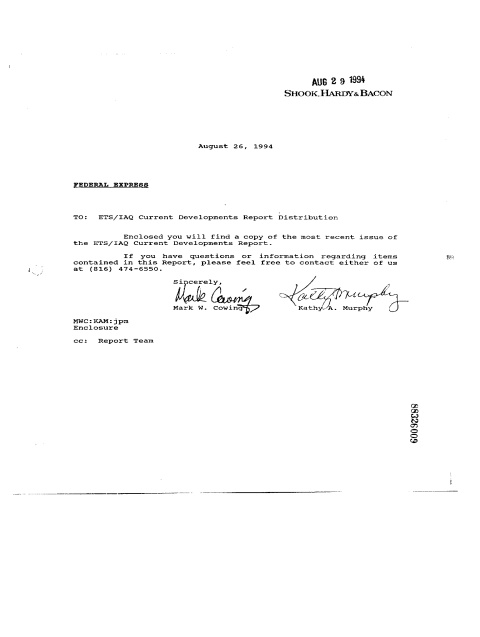 AUG 29 1994
SHOOK, HARDY & BACON
August 26, 1994
FEDERAL EXPRESS
TO: ETS/IAQ Current Developments Report Distribution
Enclosed you will find a copy of the most recent issue of
the ETS/IAQ Current Developments Report.
If you have questions or information regarding items
contained in this Report, please feel free to contact either of us
at (816) 474-6550.
Sincerely,
Mark Cowing Kathy A Murphy
Mark W. Cowing Kathy A. Murphy
MWC:KAM:jpm
Enclosure
cc: Report Team
88326009